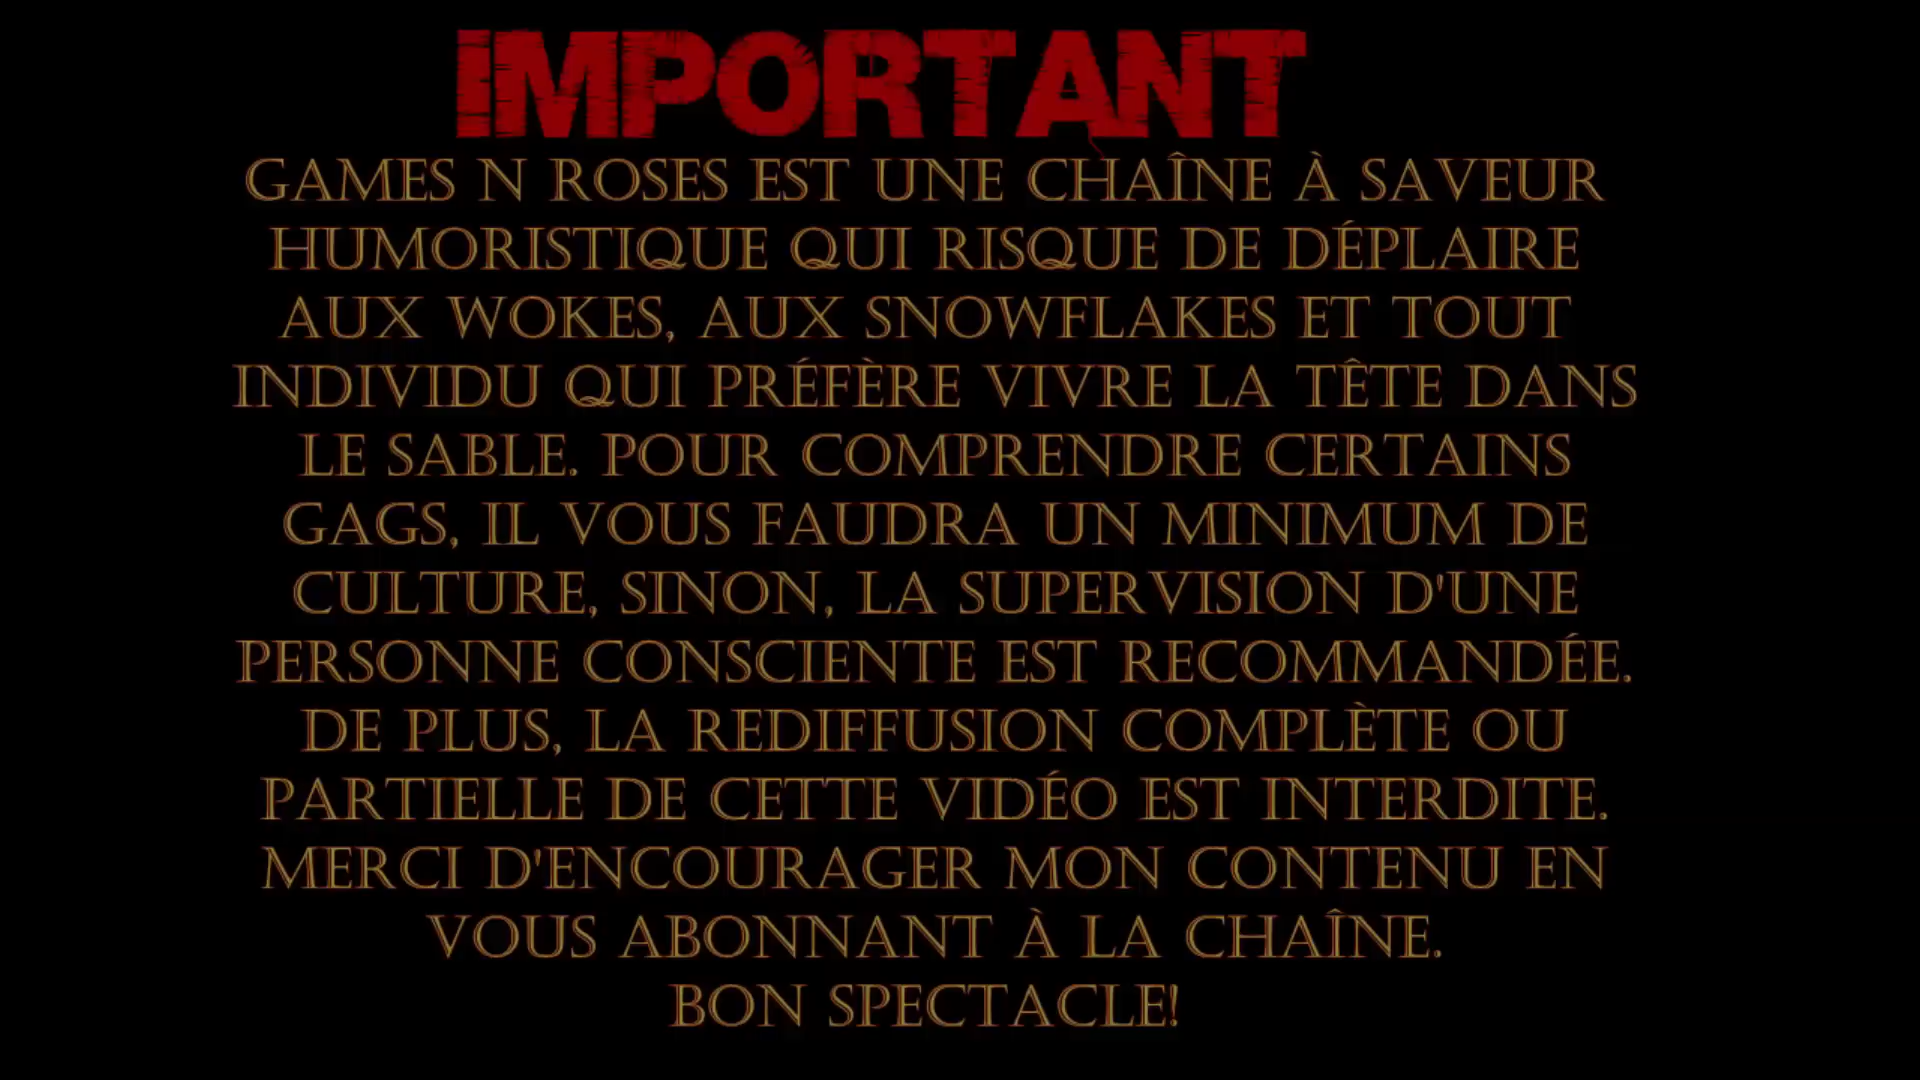 IMPORTANT
GAMES N ROSES EST UNE CHAÎNE À SAVEUR
HUMORISTIQUE QUI RISQUE DE DÉPLAIRE
AUX WOKES, AUX SNOWFLAKES ET TOUT
INDIVIDU QUI PRÉFÈRE VIVRE LA TÊTE DANS
LE SABLE. POUR COMPRENDRE CERTAINS
GAGS, IL VOUS FAUDRA UN MINIMUM DE
CULTURE, SINON, LA SUPERVISION D'UNE
PERSONNE CONSCIENTE EST RECOMMANDÉE.
DE PLUS, LA REDIFFUSION COMPLÈTE OU
PARTIELLE DE CETTE VIDÉO EST INTERDITE.
MERCI D'ENCOURAGER MON CONTENU EN
VOUS ABONNANT À LA CHAÎNE.
BON SPECTACLE!